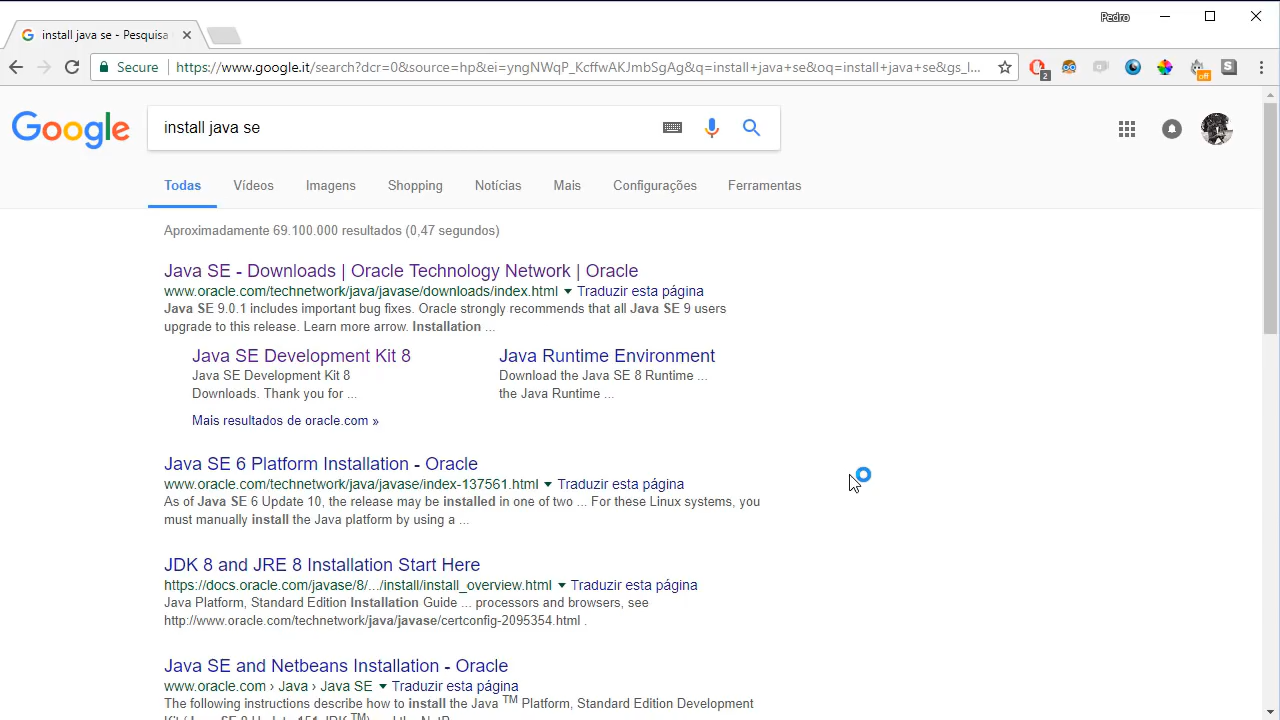 Pedro
install java se - Pesquisa
Secure
https://www.google.it/search?dcr=0&source=hp&ei=yngNWqP_KcffwAKJmbSgAg&q=install+java+se&oq=install+java+se&gs_l...
2
off
S
Google
install java se
Todas
Vídeos
Imagens
Shopping
Notícias
Mais
Configurações
Ferramentas
Aproximadamente 69.100.000 resultados (0,47 segundos)
Java SE - Downloads | Oracle Technology Network | Oracle
www.oracle.com/technetwork/java/javase/downloads/index.html Traduzir esta página
Java SE 9.0.1 includes important bug fixes. Oracle strongly recommends that all Java SE 9 users
upgrade to this release. Learn more arrow. Installation ...
Java SE Development Kit 8
Java SE Development Kit 8
Downloads. Thank you for ...
Java Runtime Environment
Download the Java SE 8 Runtime ...
the Java Runtime ...
Mais resultados de oracle.com »
Java SE 6 Platform Installation - Oracle
www.oracle.com/technetwork/java/javase/index-137561.html Traduzir esta página
As of Java SE 6 Update 10, the release may be installed in one of two ... For these Linux systems, you
must manually install the Java platform by using a ...
JDK 8 and JRE 8 Installation Start Here
https://docs.oracle.com/javase/8/.../install/install_overview.html Traduzir esta página
Java Platform, Standard Edition Installation Guide ... processors and browsers, see
http://www.oracle.com/technetwork/java/javase/certconfig-2095354.html .
Java SE and Netbeans Installation - Oracle
www.oracle.com › Java › Java SE Traduzir esta página
The following instructions describe how to install the Java TM Platform, Standard Edition Development